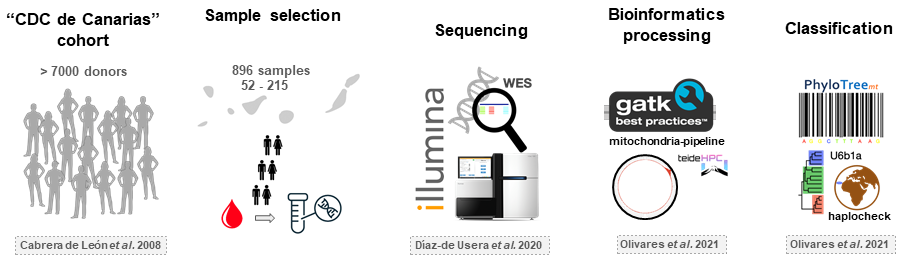 “CDC de Canarias”
cohort
> 7000 donors
Cabrera de León et al. 2008
Sample selection
896 samples
52 - 215
Sequencing
illumina
WES
Díaz-de Usera et al. 2020
Bioinformatics
processing
gatk
best practices™
mitochondria-pipeline
teideHPC
Olivares et al. 2021
Classification
PhyloTreemt
A G G C T T T A A G
U6b1a
haplocheck
Olivares et al. 2021